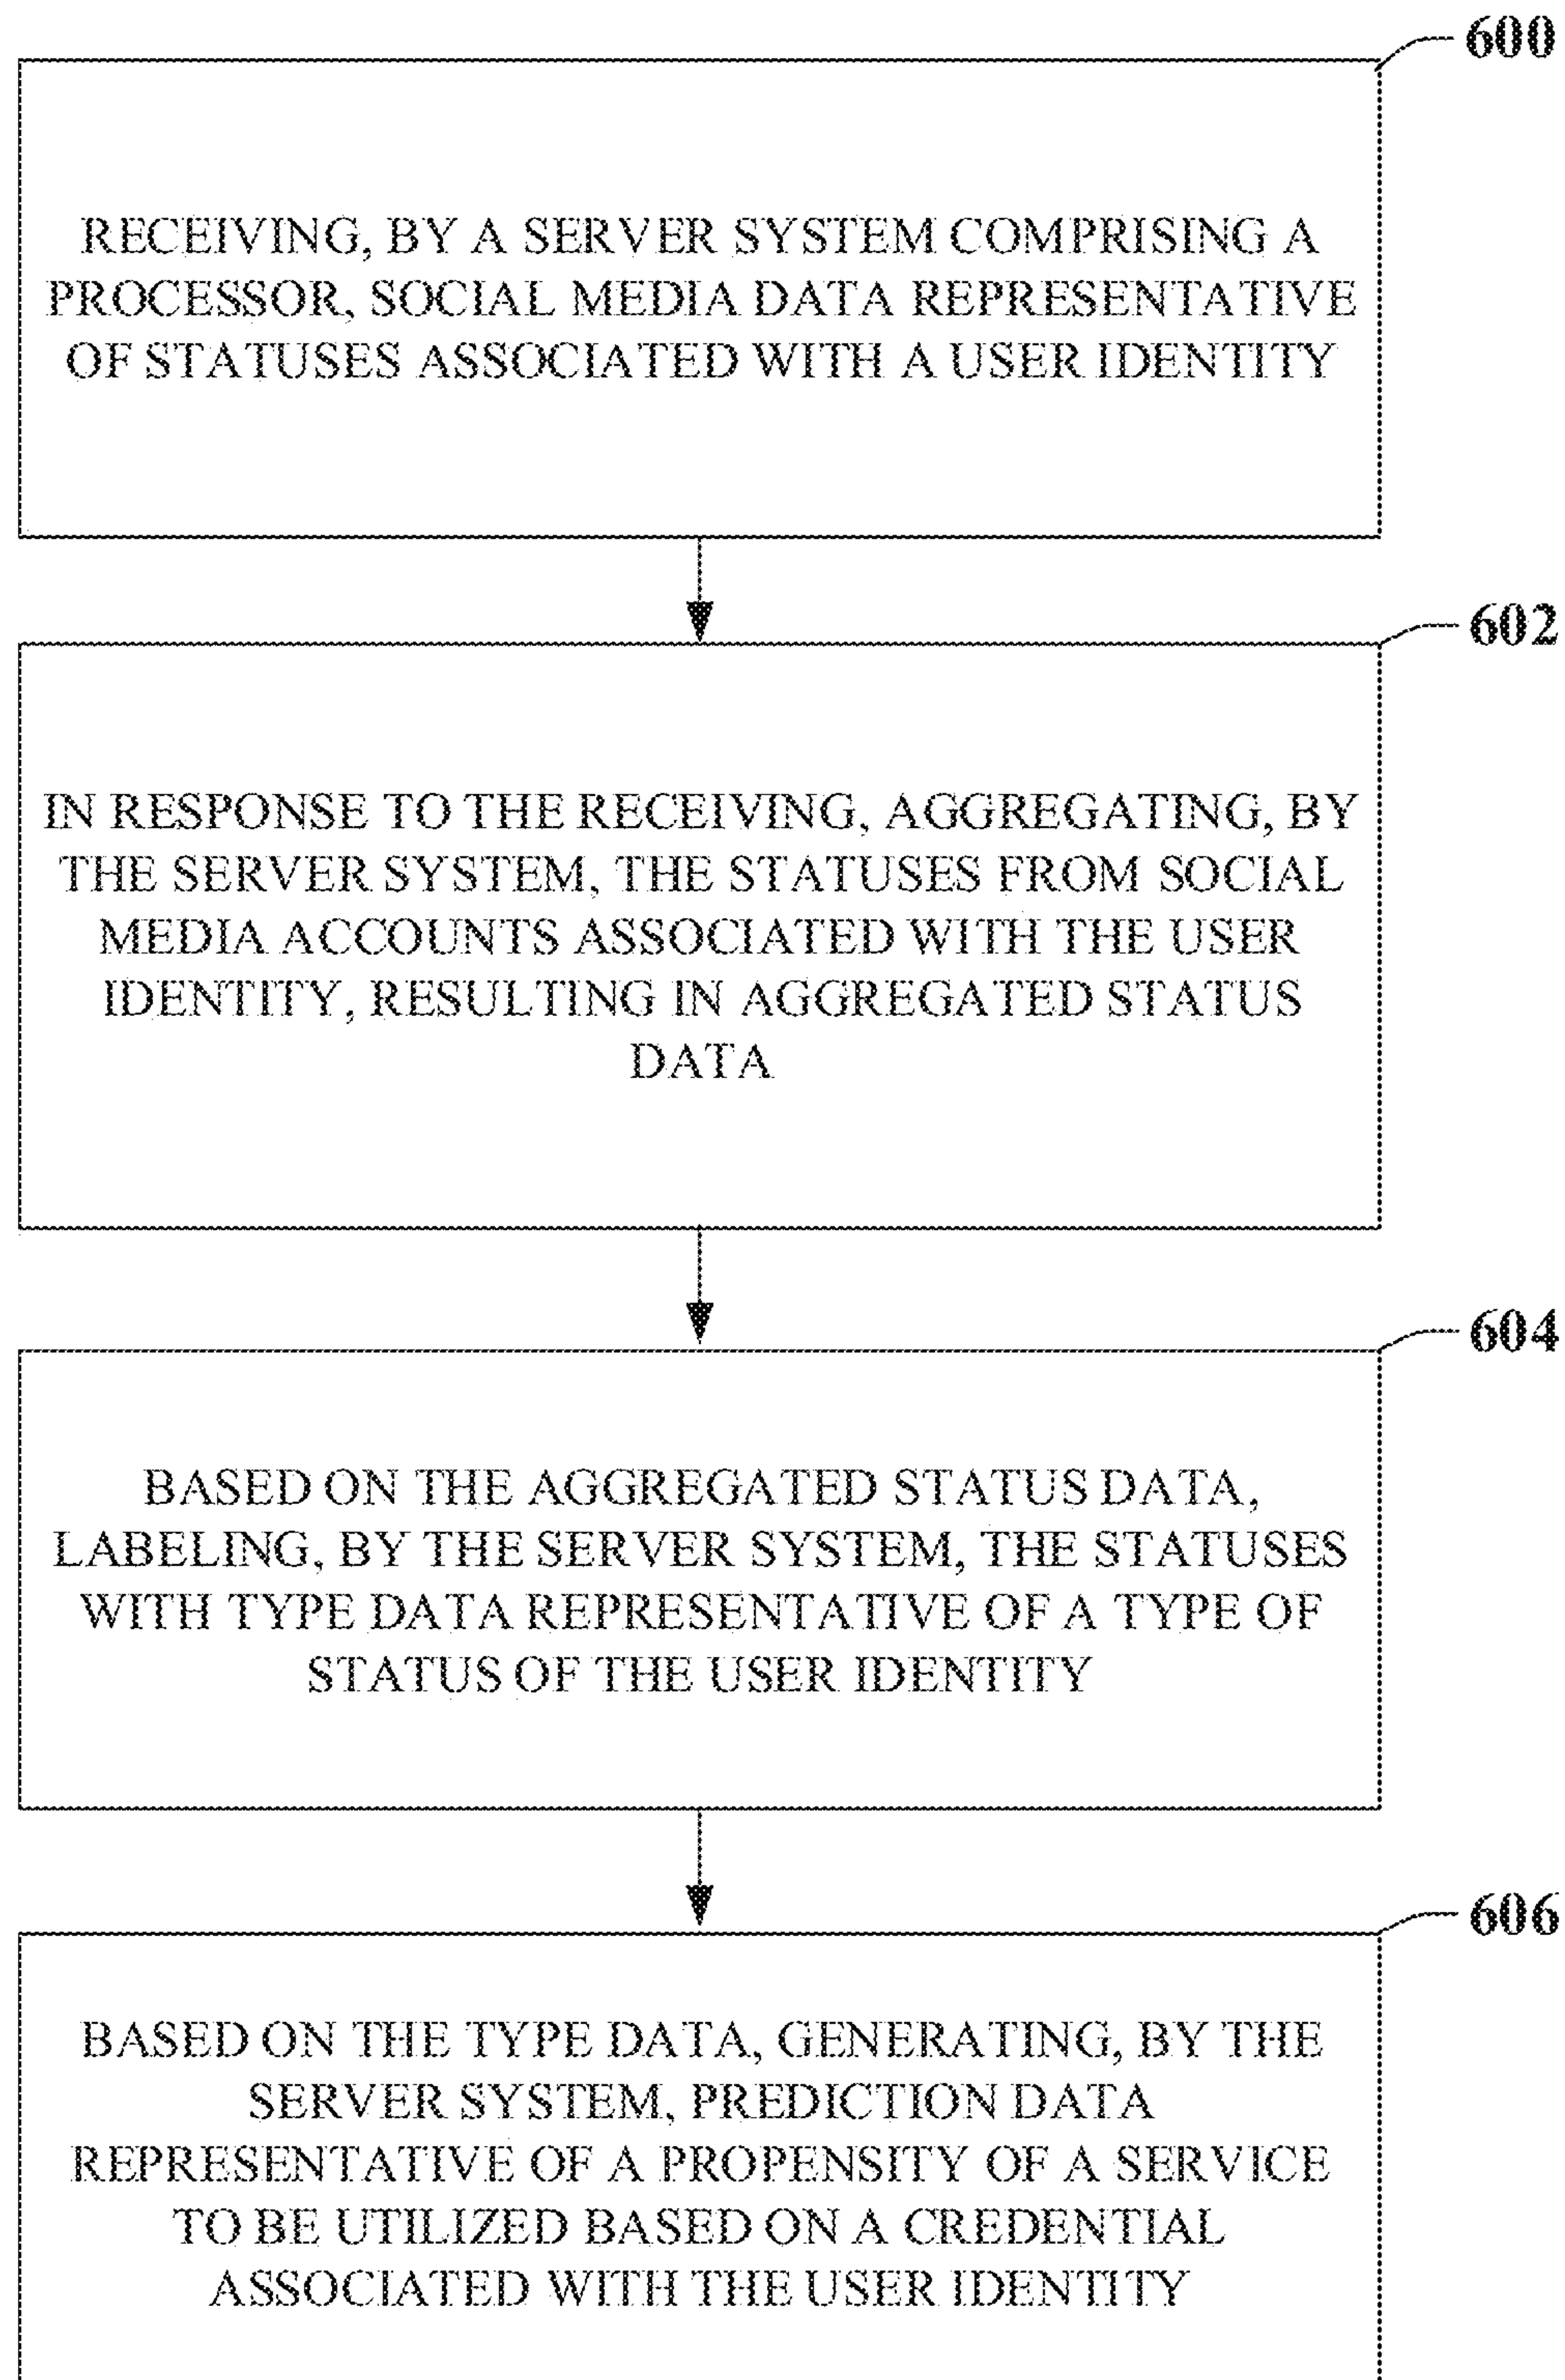 600
RECEIVING, BY A SERVER SYSTEM COMPRISING A
PROCESSOR, SOCIAL MEDIA DATA REPRESENTATIVE
OF STATUSES ASSOCIATED WITH A USER IDENTITY
602
IN RESPONSE TO THE RECEIVING, AGGREGATING, BY
THE SERVER SYSTEM, THE STATUSES FROM SOCIAL
MEDIA ACCOUNTS ASSOCIATED WITH THE USER
IDENTITY, RESULTING IN AGGREGATED STATUS
DATA
604
BASED ON THE AGGREGATED STATUS DATA,
LABELING, BY THE SERVER SYSTEM, THE STATUSES
WITH TYPE DATA REPRESENTATIVE OF A TYPE OF
STATUS OF THE USER IDENTITY
606
BASED ON THE TYPE DATA, GENERATING, BY THE
SERVER SYSTEM, PREDICTION DATA
REPRESENTATIVE OF A PROPENSITY OF A SERVICE
TO BE UTILIZED BASED ON A CREDENTIAL
ASSOCIATED WITH THE USER IDENTITY